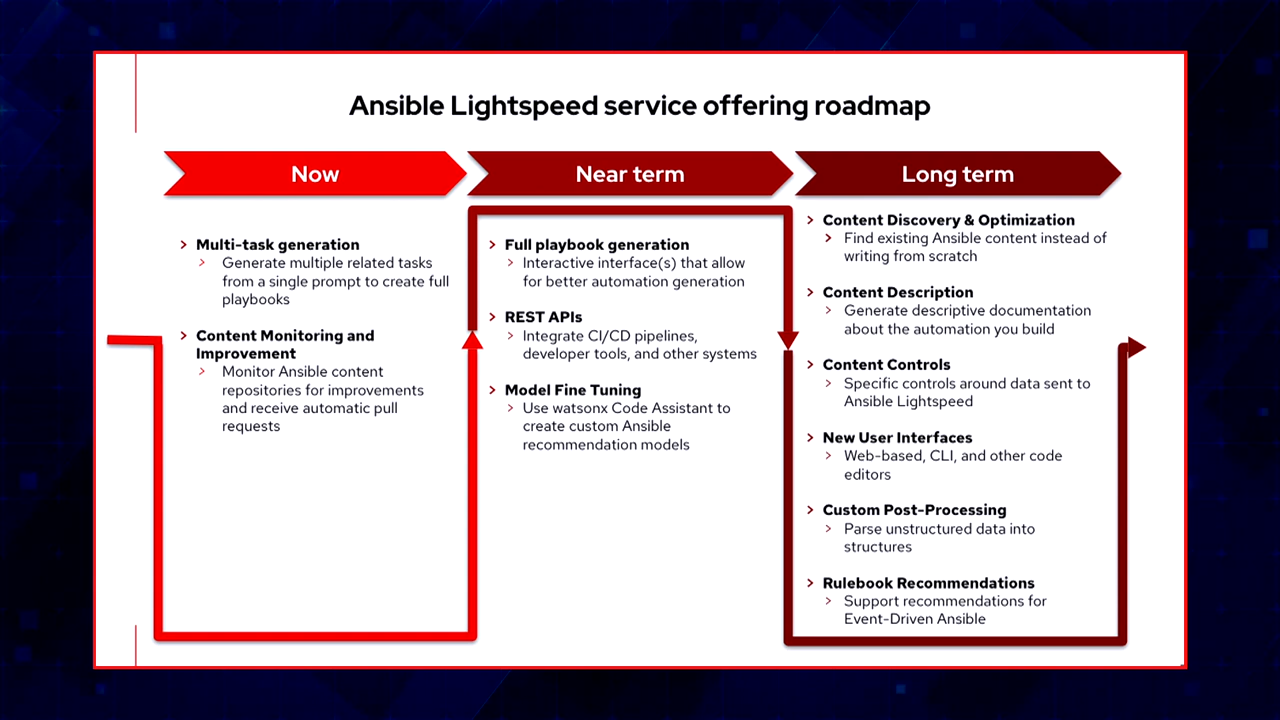 Ansible Lightspeed service offering roadmap
Now
Multi-task generation
Generate multiple related tasks
from a single prompt to create full
playbooks
Content Monitoring and
Improvement
Monitor Ansible content
repositories for improvements
and receive automatic pull
requests
Near term
Full playbook generation
Interactive interface(s) that allow
for better automation generation
REST APIs
Integrate CI/CD pipelines,
developer tools, and other systems
Model Fine Tuning
Use watsonx Code Assistant to
create custom Ansible
recommendation models
Long term
Content Discovery & Optimization
Find existing Ansible content instead of
writing from scratch
Content Description
Generate descriptive documentation
about the automation you build
Content Controls
Specific controls around data sent to
Ansible Lightspeed
New User Interfaces
Web-based, CLI, and other code
editors
Custom Post-Processing
Parse unstructured data into
structures
Rulebook Recommendations
Support recommendations for
Event-Driven Ansible